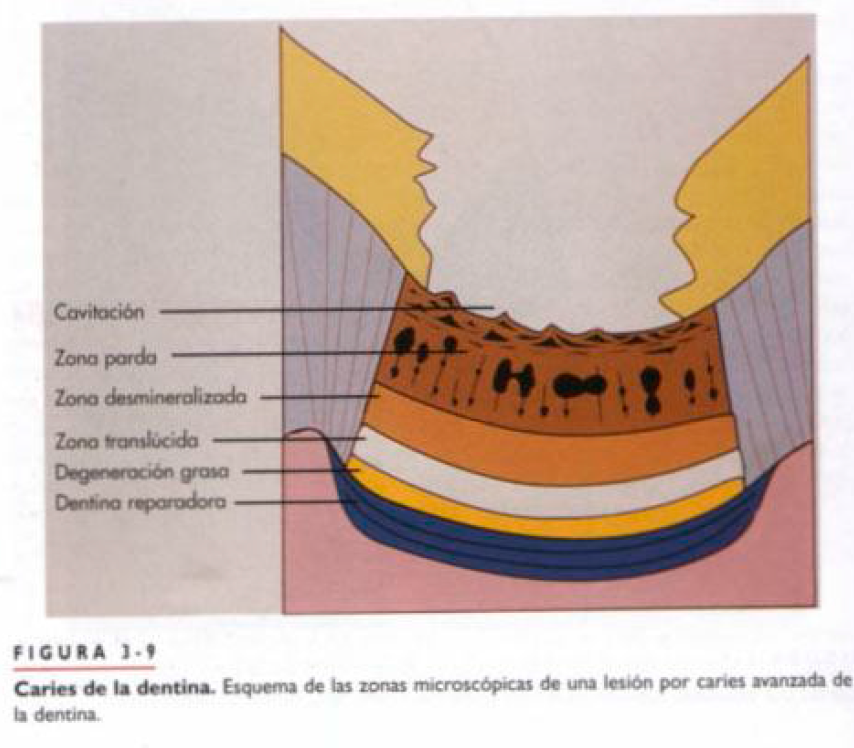 Cavitación
Zona parda
Zona desmineralizada
Zona translúcida
Degeneración grasa
Dentina reparadora
FIGURA 3-9
Caries de la dentina. Esquema de las zonas microscópicas de una lesión por caries avanzada de
la dentina.